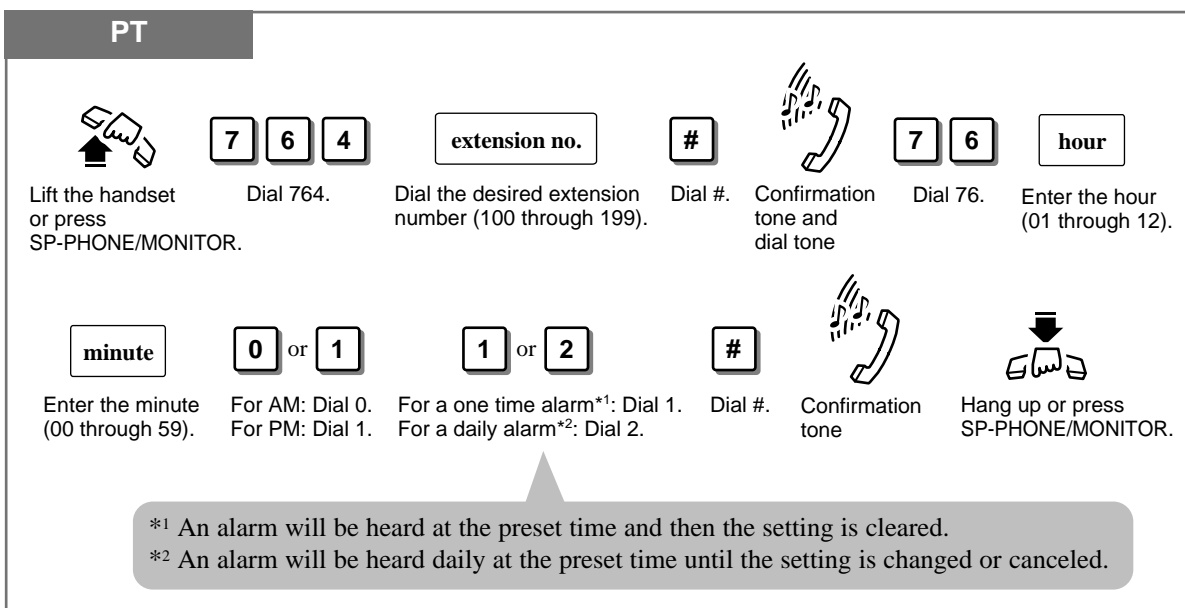 PT
7 6 4 extension no. # 7 6 hour
Lift the handset
or press
SP-PHONE/MONITOR.
Dial 764.
Dial the desired extension
number (100 through 199).
Dial #.
Confirmation
tone and
dial tone
Dial 76.
Enter the hour
(01 through 12).
minute 0 or 1 1 or 2 #
Enter the minute
(00 through 59).
For AM: Dial 0.
For PM: Dial 1.
For a one time alarm*1: Dial 1.
For a daily alarm*2: Dial 2.
Dial #.
Confirmation
tone
Hang up or press
SP-PHONE/MONITOR.
*1 An alarm will be heard at the preset time and then the setting is cleared.
*2 An alarm will be heard daily at the preset time until the setting is changed or canceled.